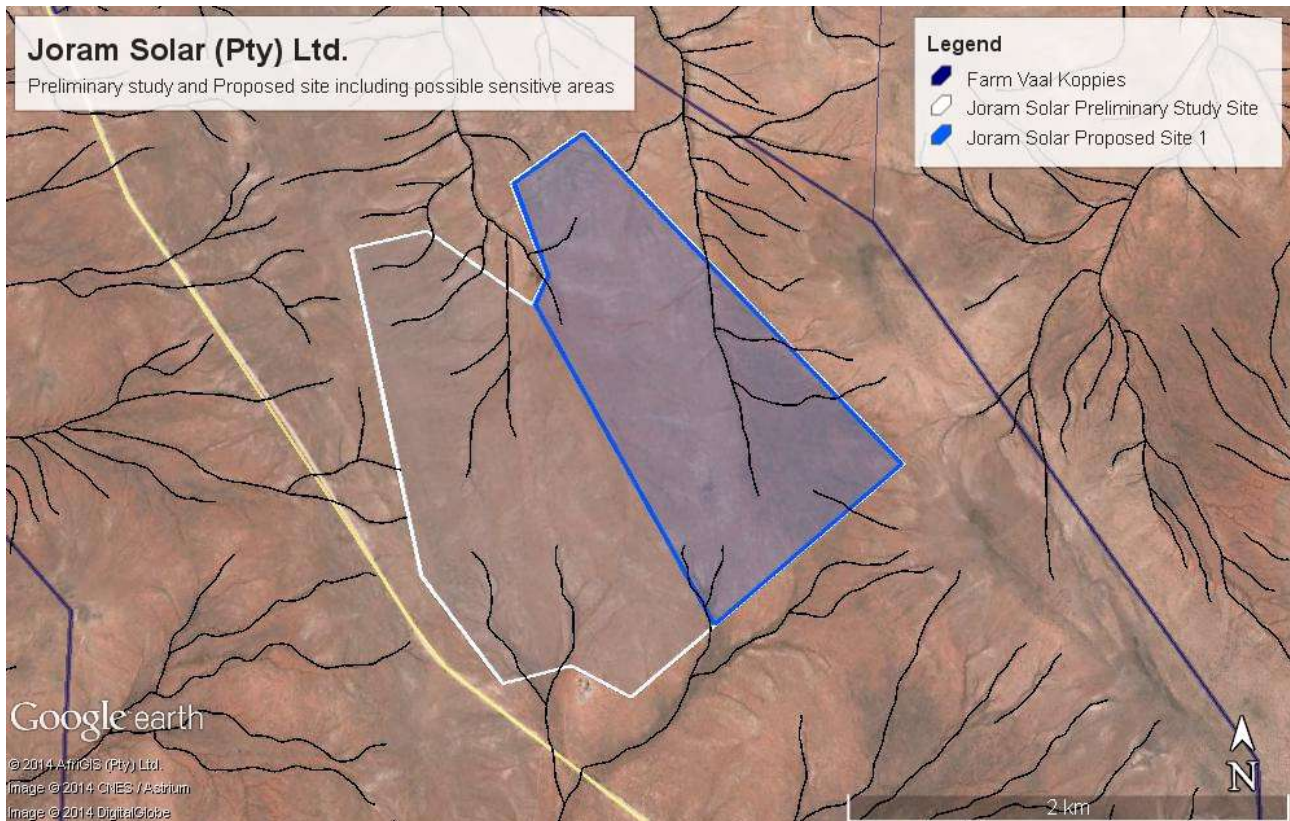 Joram Solar (Pty) Ltd.
Preliminary study and Proposed site including possible sensitive areas
Legend
Farm Vaal Koppies
Joram Solar Preliminary Study Site
Joram Solar Proposed Site 1
Google earth
© 2014 AfriGIS (Pty) Ltd.
Image © 2014 CNES / Astrium
Image © 2014 DigitalGlobe
N
2 km